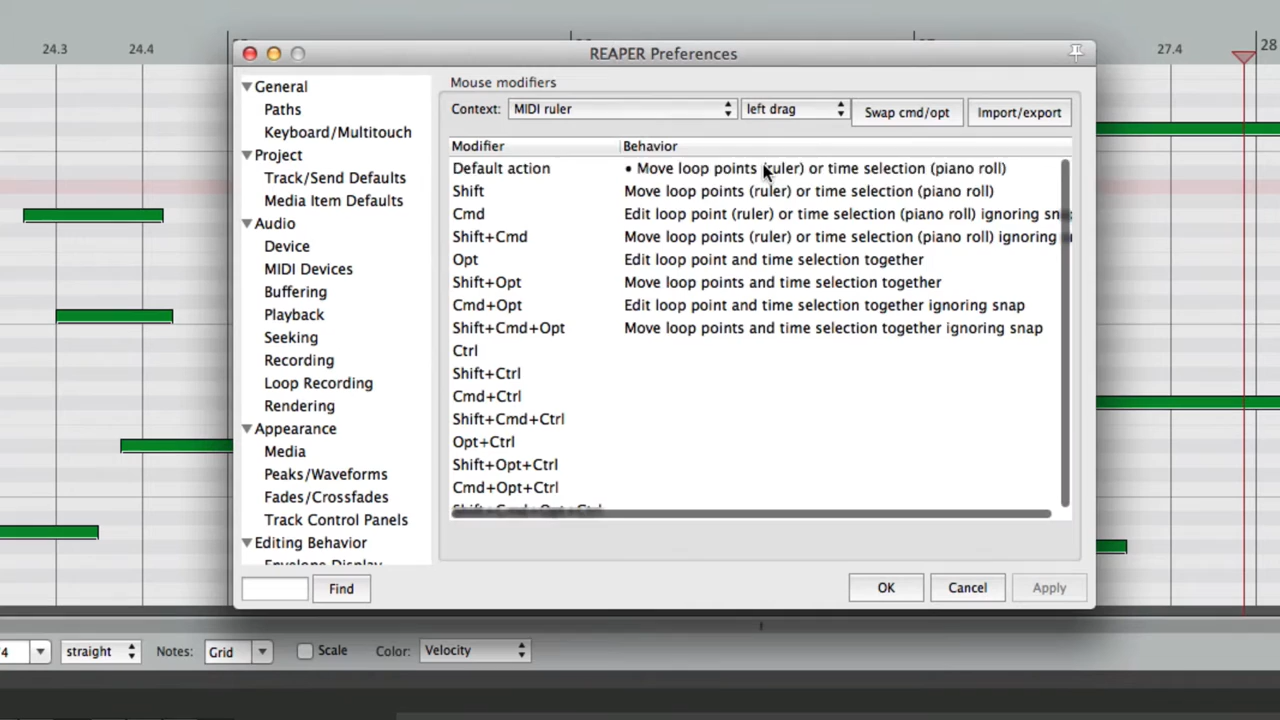 24.3
24.4
27.4
28
REAPER Preferences
General
Paths
Keyboard/Multitouch
Project
Track/Send Defaults
Media Item Defaults
Audio
Device
MIDI Devices
Buffering
Playback
Seeking
Recording
Loop Recording
Rendering
Appearance
Media
Peaks/Waveforms
Fades/Crossfades
Track Control Panels
Editing Behavior
Envelope Display
Find
Mouse modifiers
Context: MIDI ruler left drag Swap cmd/opt Import/export
Modifier Behavior
Default action • Move loop points (ruler) or time selection (piano roll)
Shift Move loop points (ruler) or time selection (piano roll)
Cmd Edit loop point (ruler) or time selection (piano roll) ignoring
Shift+Cmd Move loop points (ruler) or time selection (piano roll) ignoring
Opt Edit loop point and time selection together
Shift+Opt Move loop points and time selection together
Cmd+Opt Edit loop point and time selection together ignoring snap
Shift+Cmd+Opt Move loop points and time selection together ignoring snap
Ctrl
Shift+Ctrl
Cmd+Ctrl
Shift+Cmd+Ctrl
Opt+Ctrl
Shift+Opt+Ctrl
Cmd+Opt+Ctrl
Shift+Cmd+Opt+Ctrl
OK Cancel Apply
straight Notes: Grid Scale Color: Velocity